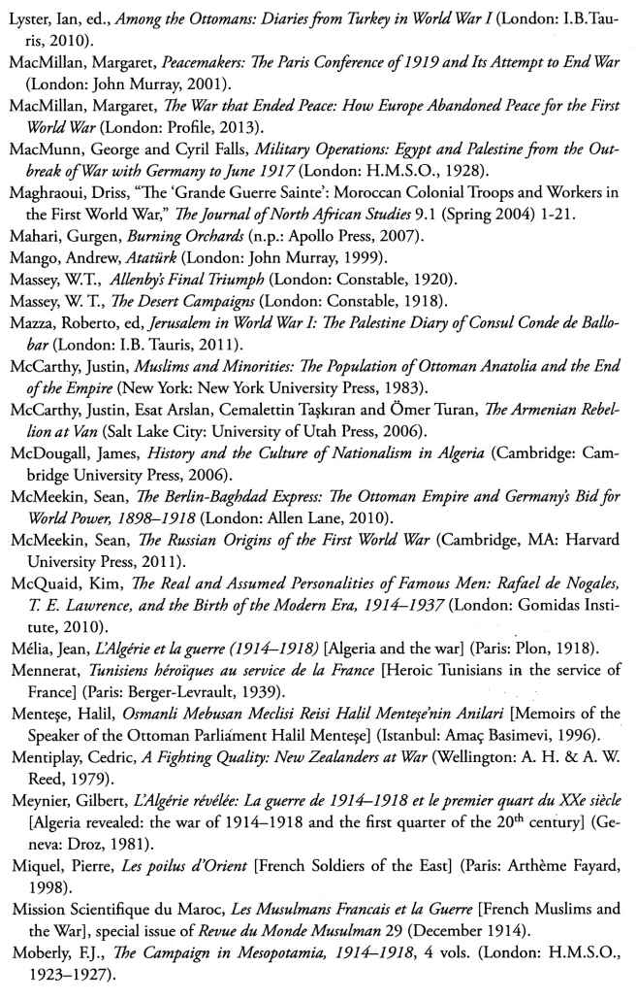 Lyster, Ian, ed., Among the Ottomans: Diaries from Turkey in World War I (London: I.B.Tau-
ris, 2010).
MacMillan, Margaret, Peacemakers: The Paris Conference of 1919 and Its Attempt to End War
(London: John Murray, 2001).
MacMillan, Margaret, The War that Ended Peace: How Europe Abandoned Peace for the First
World War (London: Profile, 2013).
MacMunn, George and Cyril Falls, Military Operations: Egypt and Palestine from the Out-
break of War with Germany to June 1917 (London: H.M.S.O., 1928).
Maghraoui, Driss, “The ‘Grande Guerre Sainte’: Moroccan Colonial Troops and Workers in
the First World War,” The Journal of North African Studies 9.1 (Spring 2004) 1-21.
Mahari, Gurgen, Burning Orchards (n.p.: Apollo Press, 2007).
Mango, Andrew, Atatürk (London: John Murray, 1999).
Massey, W.T., Allenby's Final Triumph (London: Constable, 1920).
Massey, W. T., The Desert Campaigns (London: Constable, 1918).
Mazza, Roberto, ed, Jerusalem in World War I: The Palestine Diary of Consul Conde de Ballo-
bar (London: I.B. Tauris, 2011).
McCarthy, Justin, Muslims and Minorities: The Population of Ottoman Anatolia and the End
of the Empire (New York: New York University Press, 1983).
McCarthy, Justin, Esat Arslan, Cemalettin Taşkıran and Ömer Turan, The Armenian Rebel-
lion at Van (Salt Lake City: University of Utah Press, 2006).
McDougall, James, History and the Culture of Nationalism in Algeria (Cambridge: Cam-
bridge University Press, 2006).
McMeekin, Sean, The Berlin-Baghdad Express: The Ottoman Empire and Germany's Bid for
World Power, 1898–1918 (London: Allen Lane, 2010).
McMeekin, Sean, The Russian Origins of the First World War (Cambridge, MA: Harvard
University Press, 2011).
McQuaid, Kim, The Real and Assumed Personalities of Famous Men: Rafael de Nogales,
T. E. Lawrence, and the Birth of the Modern Era, 1914–1937 (London: Gomidas Insti-
tute, 2010).
Mélia, Jean, L'Algérie et la guerre (1914–1918) [Algeria and the war] (Paris: Plon, 1918).
Mennerat, Tunisiens héroïques au service de la France [Heroic Tunisians in the service of
France] (Paris: Berger-Levrault, 1939).
Menteşe, Halil, Osmanli Mebusan Meclisi Reisi Halil Menteşe'nin Anilari [Memoirs of the
Speaker of the Ottoman Parliament Halil Menteşe] (Istanbul: Amaç Basimevi, 1996).
Mentiplay, Cedric, A Fighting Quality: New Zealanders at War (Wellington: A. H. & A. W.
Reed, 1979).
Meynier, Gilbert, L'Algérie révélée: La guerre de 1914–1918 et le premier quart du XXe siècle
[Algeria revealed: the war of 1914–1918 and the first quarter of the 20th century] (Ge-
neva: Droz, 1981).
Miquel, Pierre, Les poilus d'Orient [French Soldiers of the East] (Paris: Arthème Fayard,
1998).
Mission Scientifique du Maroc, Les Musulmans Francais et la Guerre [French Muslims and
the War], special issue of Revue du Monde Musulman 29 (December 1914).
Moberly, F.J., The Campaign in Mesopotamia, 1914–1918, 4 vols. (London: H.M.S.O.,
1923–1927).